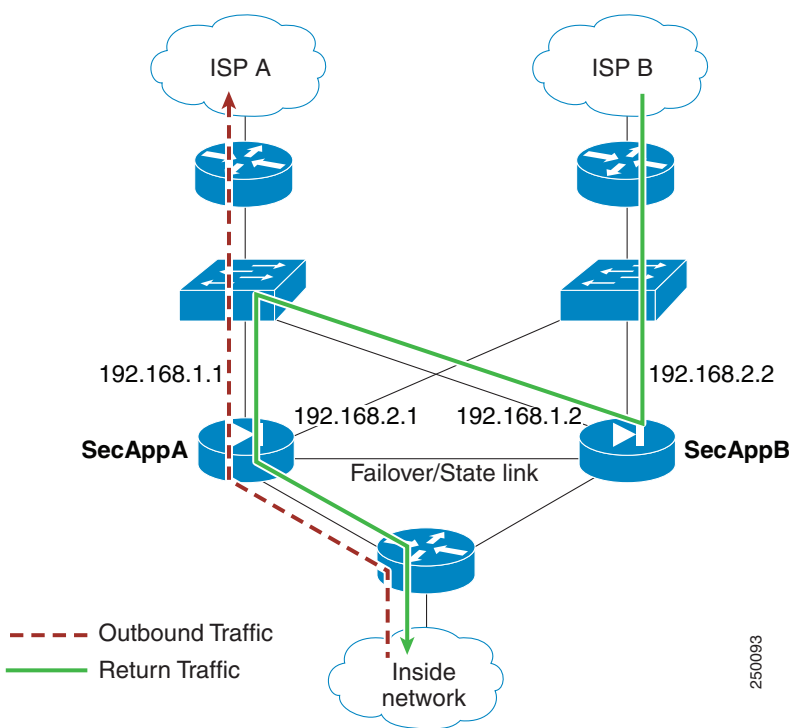 ISP A
ISP B
192.168.1.1
192.168.2.2
192.168.2.1
192.168.1.2
SecAppA
SecAppB
Failover/State link
Outbound Traffic
Return Traffic
Inside
network
250093